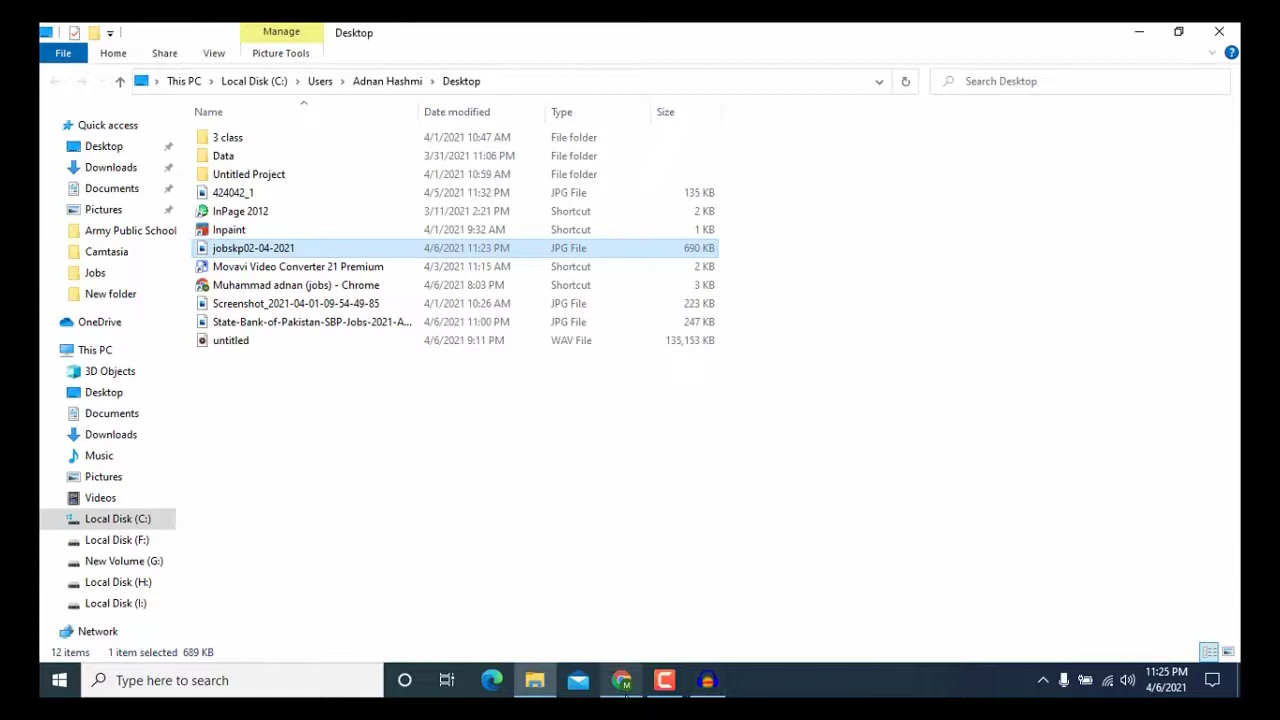 Manage
Desktop
File
Home
Share
View
Picture Tools
This PC
Local Disk (C:)
Users
Adnan Hashmi
Desktop
Search Desktop
Name
Date modified
Type
Size
Quick access
Desktop
Downloads
Documents
Pictures
Army Public School
Camtasia
Jobs
New folder
OneDrive
This PC
3D Objects
Desktop
Documents
Downloads
Music
Pictures
Videos
Local Disk (C:)
Local Disk (F:)
New Volume (G:)
Local Disk (H:)
Local Disk (I:)
Network
3 class 4/1/2021 10:47 AM File folder
Data 3/31/2021 11:06 PM File folder
Untitled Project 4/1/2021 10:59 AM File folder
424042_1 4/5/2021 11:32 PM JPG File 135 KB
InPage 2012 3/11/2021 2:21 PM Shortcut 2 KB
Inpaint 4/1/2021 9:32 AM Shortcut 1 KB
jobskp02-04-2021 4/6/2021 11:23 PM JPG File 690 KB
Movavi Video Converter 21 Premium 4/3/2021 11:15 AM Shortcut 2 KB
Muhammad adnan (jobs) - Chrome 4/6/2021 8:03 PM Shortcut 3 KB
Screenshot_2021-04-01-09-54-49-85 4/1/2021 10:26 AM JPG File 223 KB
State-Bank-of-Pakistan-SBP-Jobs-2021-A... 4/6/2021 11:00 PM JPG File 247 KB
untitled 4/6/2021 9:11 PM WAV File 135,153 KB
12 items 1 item selected 689 KB
Type here to search
11:25 PM
4/6/2021